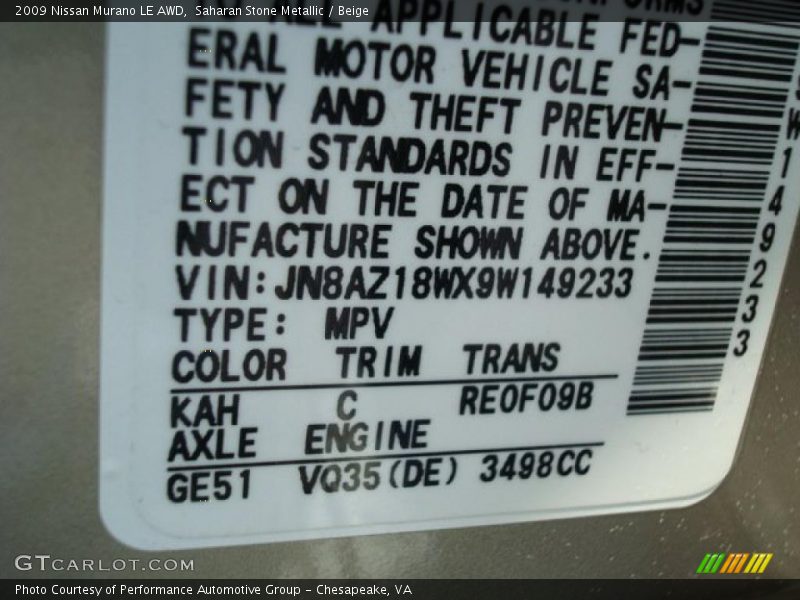 2009 Nissan Murano LE AWD, Saharan Stone Metallic / Beige
ALL APPLICABLE FED-
ERAL MOTOR VEHICLE SA-
FETY AND THEFT PREVEN-
TION STANDARDS IN EFF-
ECT ON THE DATE OF MA-
NUFACTURE SHOWN ABOVE.
VIN:JN8AZ18WX9W149233
TYPE: MPV
COLOR TRIM TRANS
KAH C RE0F09B
AXLE ENGINE
GE51 VQ35(DE) 3498CC
W149233
GTCARLOT.COM
Photo Courtesy of Performance Automotive Group - Chesapeake, VA